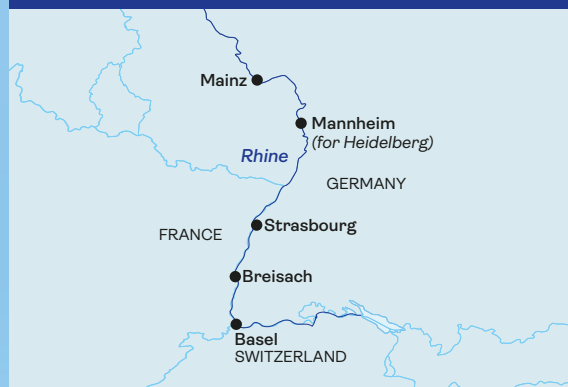 Mainz
Mannheim
(for Heidelberg)
Rhine
GERMANY
Strasbourg
FRANCE
Breisach
Basel
SWITZERLAND